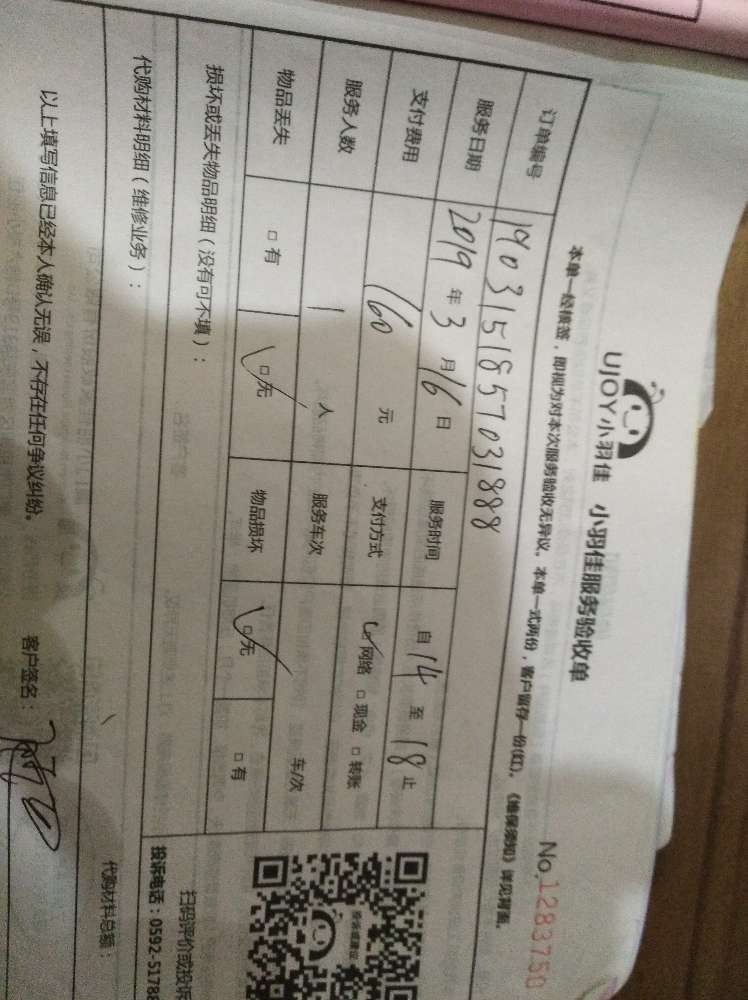 UJOY小羽佳 小羽佳服务验收单
No.1283750
本单一经核签，即视为对本次服务验收无异议。本单一式两份，客户留存一份(红)。《维保须知》详见背面。
订单编号 1903151857031888
服务日期 2019 年 3 月 16 日 服务时间 自 14 至 18 止
支付费用 160 元 支付方式 ☑网络 □现金 □转账
服务人数 1 人 服务车次 车/次
物品丢失 □有 ☑无 物品损坏 ☑无 □有
损坏或丢失物品明细（没有可不填）：
扫码评价或投诉
投诉电话：0592-5178
代购材料明细（维修业务）：
代购材料总额：
以上填写信息已经本人确认无误，不存在任何争议纠纷。 客户签名：